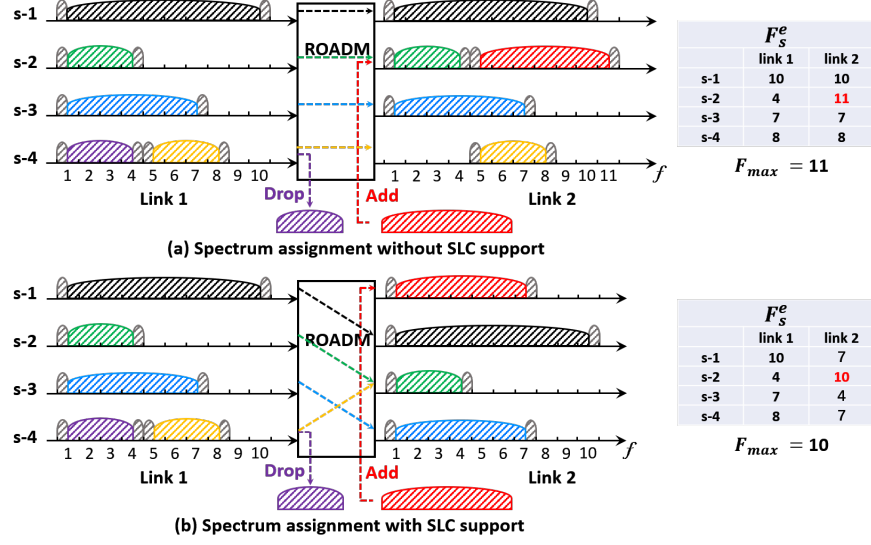 s-1
s-2
s-3
s-4
ROADM
1 2 3 4 5 6 7 8 9 10
1 2 3 4 5 6 7 8 9 10 11 f
Link 1
Drop
Add
Link 2
(a) Spectrum assignment without SLC support
F_s^e
link 1 link 2
s-1 10 10
s-2 4 11
s-3 7 7
s-4 8 8
F_max = 11
s-1
s-2
s-3
s-4
ROADM
1 2 3 4 5 6 7 8 9 10
1 2 3 4 5 6 7 8 9 10 f
Link 1
Drop
Add
Link 2
(b) Spectrum assignment with SLC support
F_s^e
link 1 link 2
s-1 10 7
s-2 4 10
s-3 7 4
s-4 8 7
F_max = 10